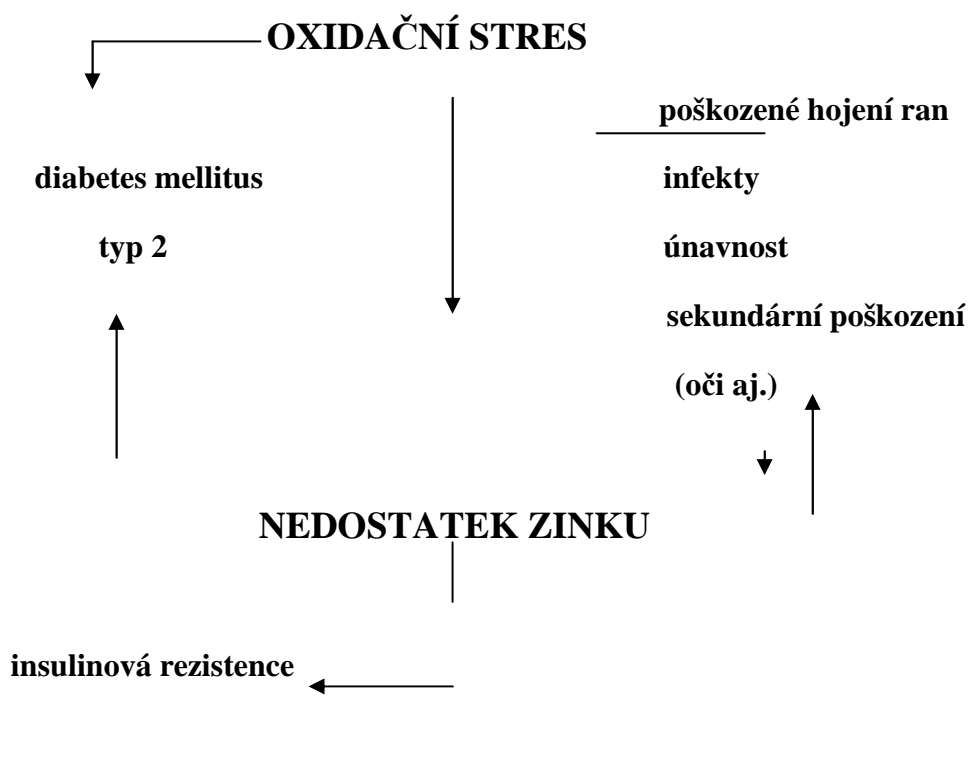 OXIDAČNÍ STRES
poškozené hojení ran
diabetes mellitus
infekty
typ 2
únavnost
sekundární poškození
(oči aj.)
NEDOSTATEK ZINKU
insulinová rezistence